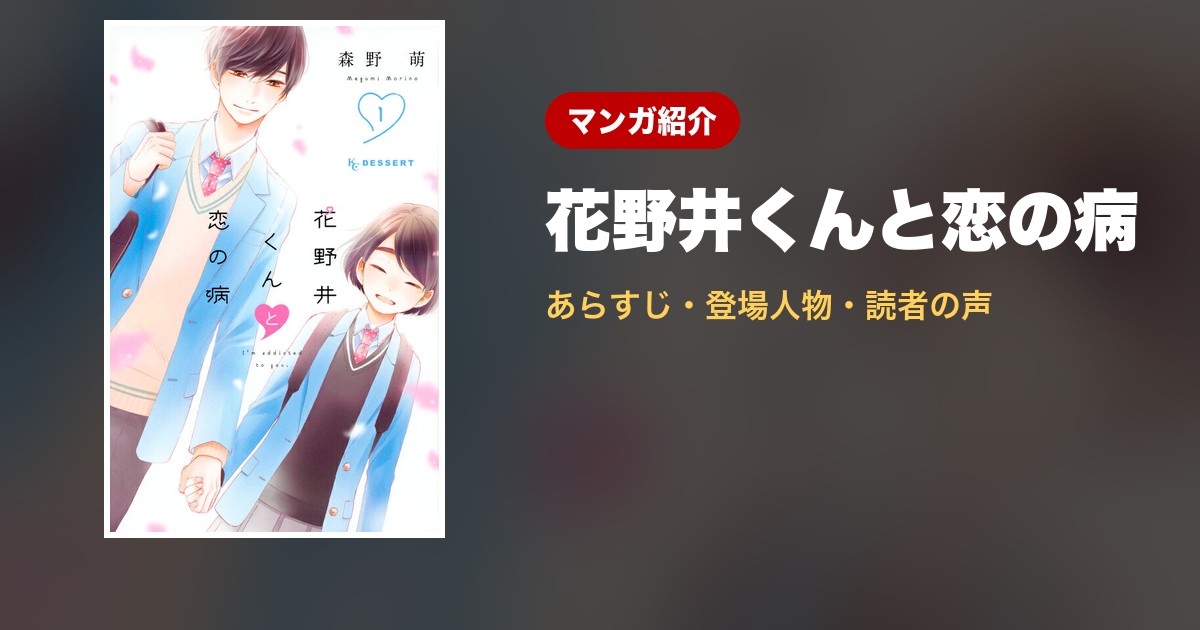 森野 萌
Megumi Morino
1
KC DESSERT
花野井
くんと
恋の病
I'm addicted
to you.
マンガ紹介
花野井くんと恋の病
あらすじ・登場人物・読者の声